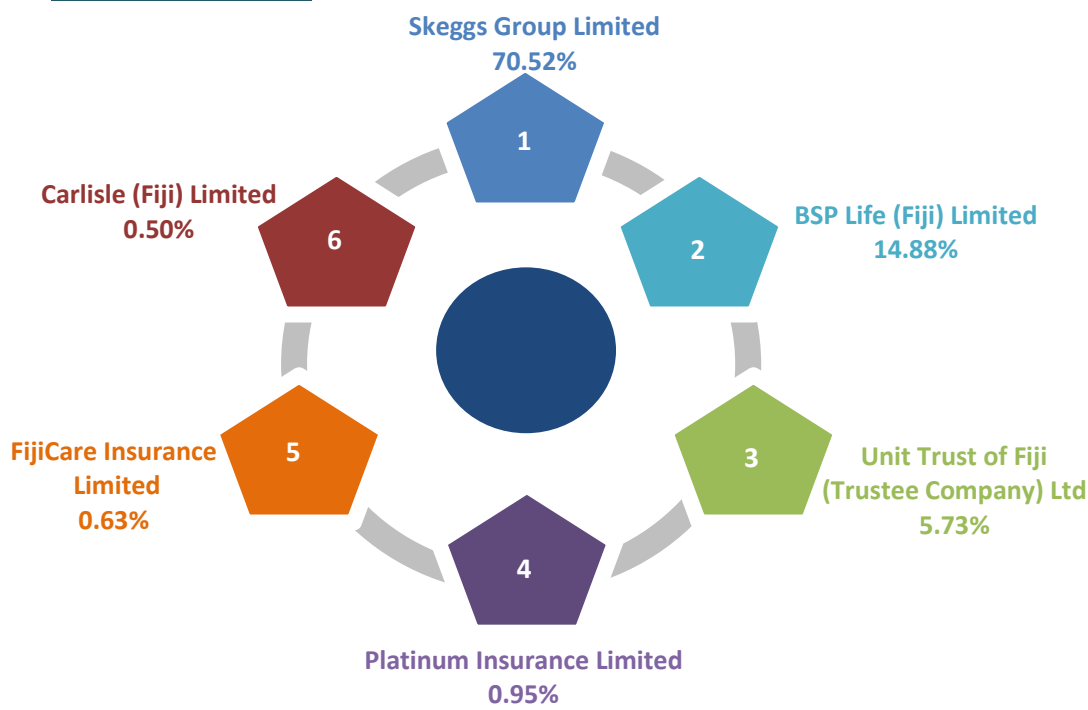 Skeggs Group Limited
70.52%
1
BSP Life (Fiji) Limited
14.88%
2
Unit Trust of Fiji
(Trustee Company) Ltd
5.73%
3
Platinum Insurance Limited
0.95%
4
FijiCare Insurance
Limited
0.63%
5
Carlisle (Fiji) Limited
0.50%
6